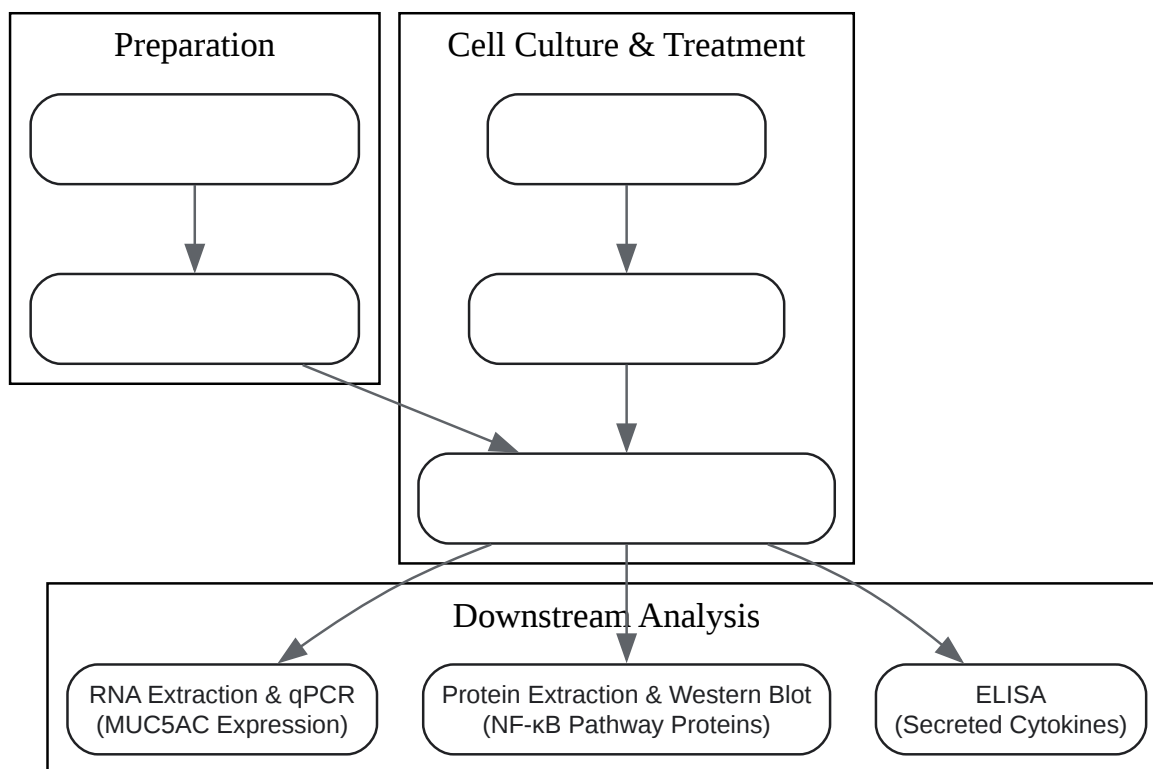 Preparation
Cell Culture & Treatment
Downstream Analysis
RNA Extraction & qPCR
(MUC5AC Expression)
Protein Extraction & Western Blot
(NF-κB Pathway Proteins)
ELISA
(Secreted Cytokines)